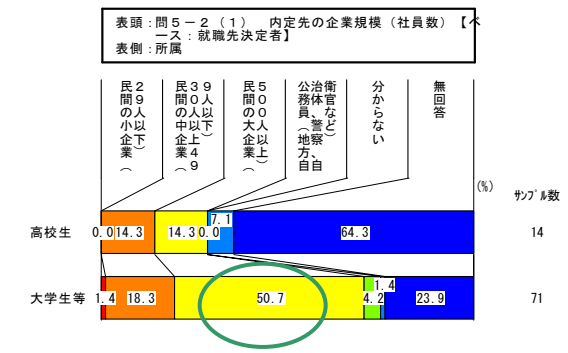 表頭:問5-2(1) 内定先の企業規模(社員数)【ベ
ース:就職先決定者】
表側:所属
民間の小企業(
29人以下)
民間の中企業(
30人以上49
9人以下)
民間の大企業(
500人以上)
公務員(地方、自
治体、警察、自
衛官など)
分からない
無回答
(%)
サンプル数
高校生 0.0 14.3 14.3 0.0 7.1 64.3 14
大学生等 1.4 18.3 50.7 4.2 1.4 23.9 71